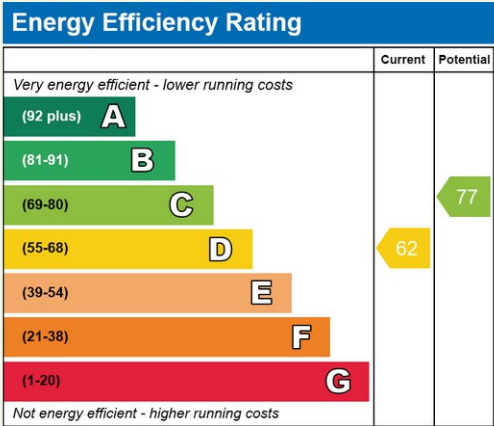 Energy Efficiency Rating
Current Potential
Very energy efficient - lower running costs
(92 plus) A
(81-91) B
(69-80) C
77
(55-68) D
62
(39-54) E
(21-38) F
(1-20) G
Not energy efficient - higher running costs